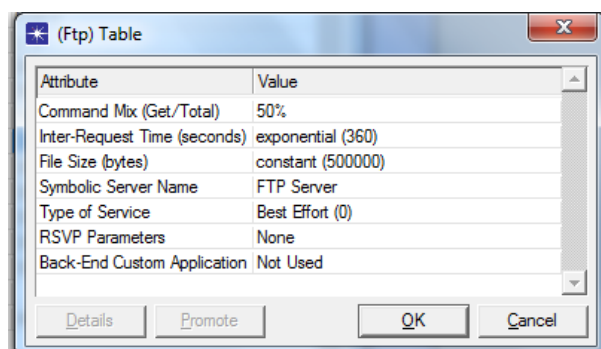 (Ftp) Table
X
Attribute Value
Command Mix (Get/Total) 50%
Inter-Request Time (seconds) exponential (360)
File Size (bytes) constant (500000)
Symbolic Server Name FTP Server
Type of Service Best Effort (0)
RSVP Parameters None
Back-End Custom Application Not Used
Details Promote OK Cancel